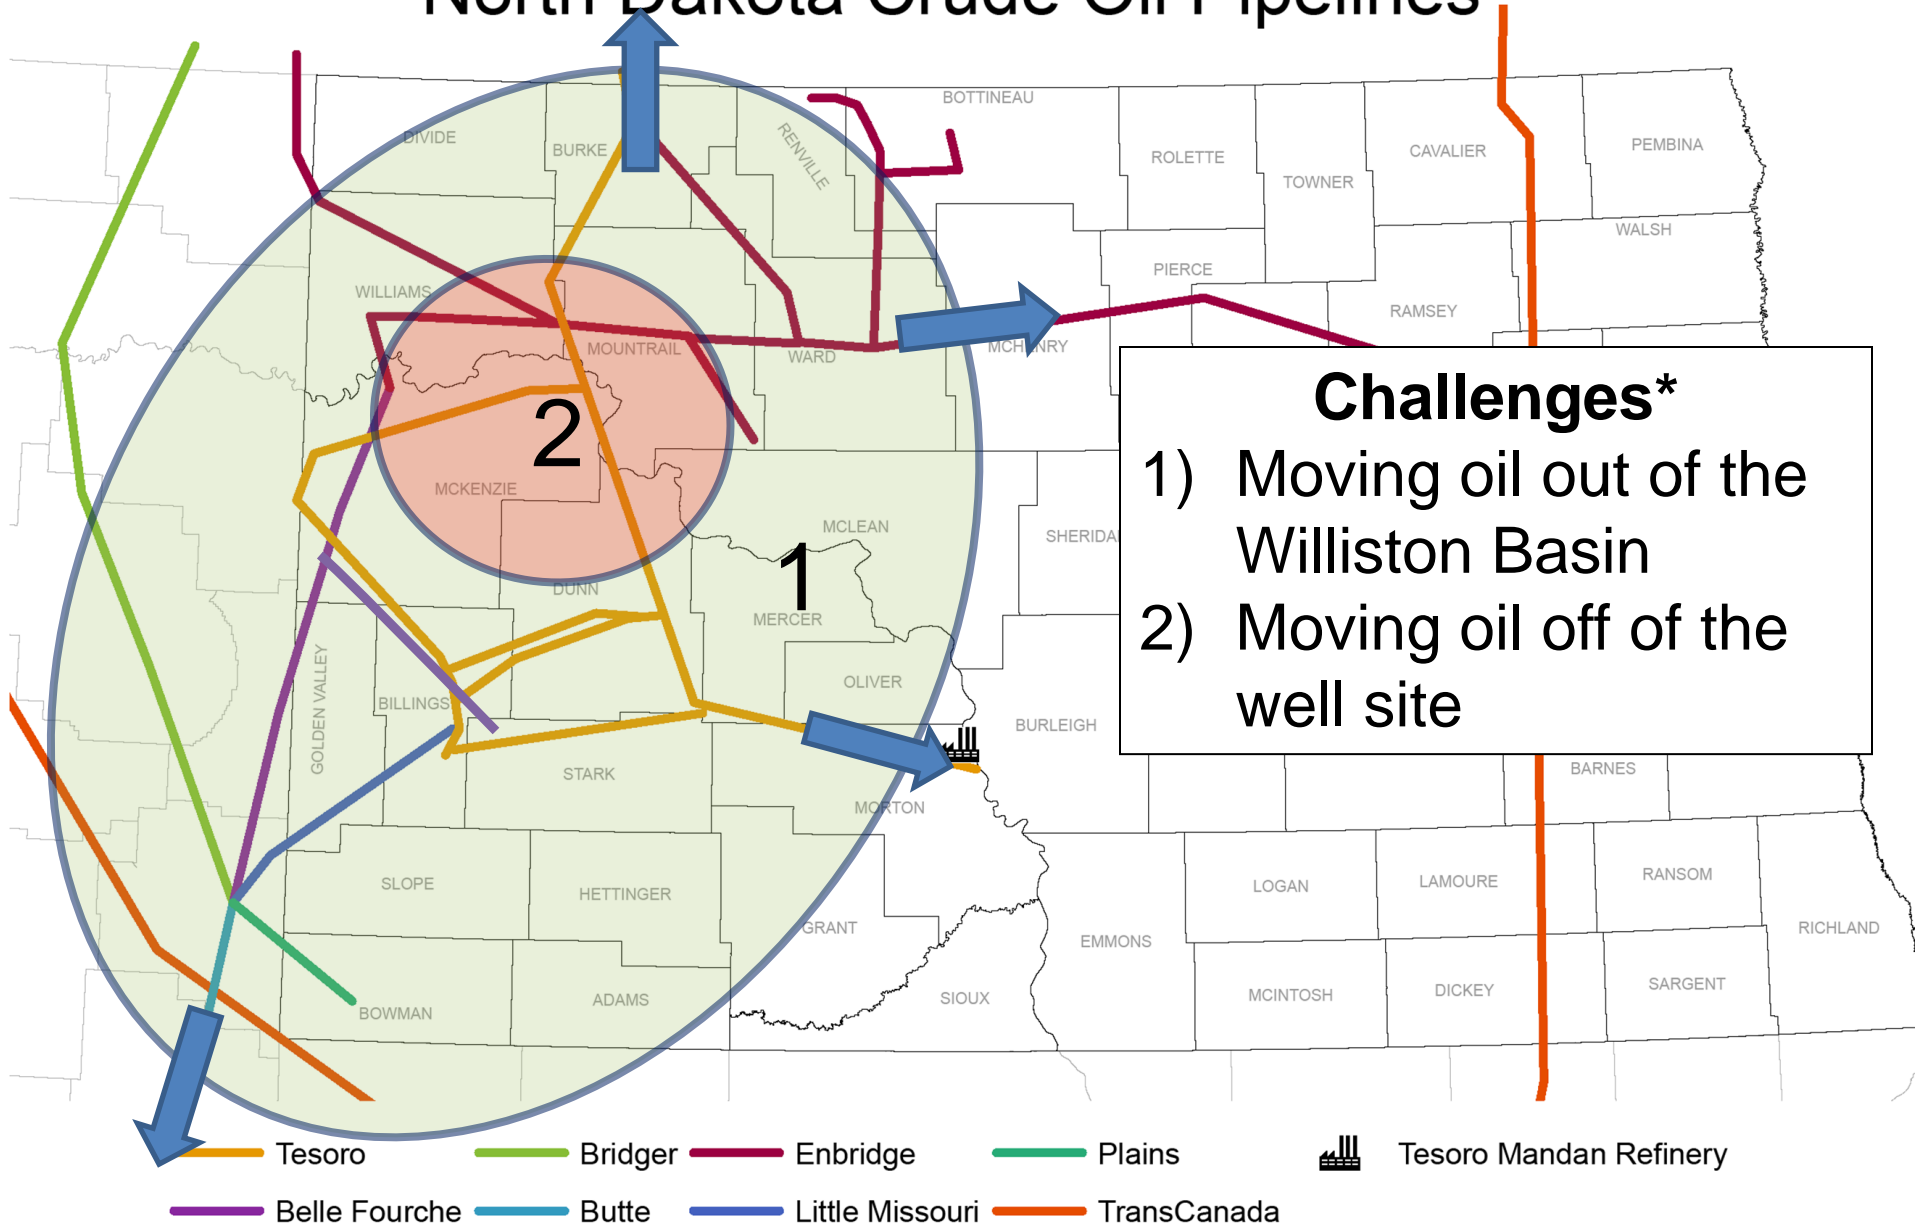 North Dakota Crude Oil Pipelines
BOTTINEAU
DIVIDE
BURKE
RENVILLE
ROLETTE
TOWNER
CAVALIER
PEMBINA
WALSH
PIERCE
WILLIAMS
RAMSEY
MOUNTRAIL
WARD
MCHENRY
Challenges*
1) Moving oil out of the
Williston Basin
2) Moving oil off of the
well site
2
MCKENZIE
MCLEAN
SHERIDA
1
DUNN
MERCER
GOLDEN VALLEY
BILLINGS
OLIVER
BURLEIGH
STARK
BARNES
MORTON
SLOPE
HETTINGER
LOGAN
LAMOURE
RANSOM
GRANT
EMMONS
RICHLAND
BOWMAN
ADAMS
SIOUX
MCINTOSH
DICKEY
SARGENT
Tesoro
Bridger
Enbridge
Plains
Tesoro Mandan Refinery
Belle Fourche
Butte
Little Missouri
TransCanada